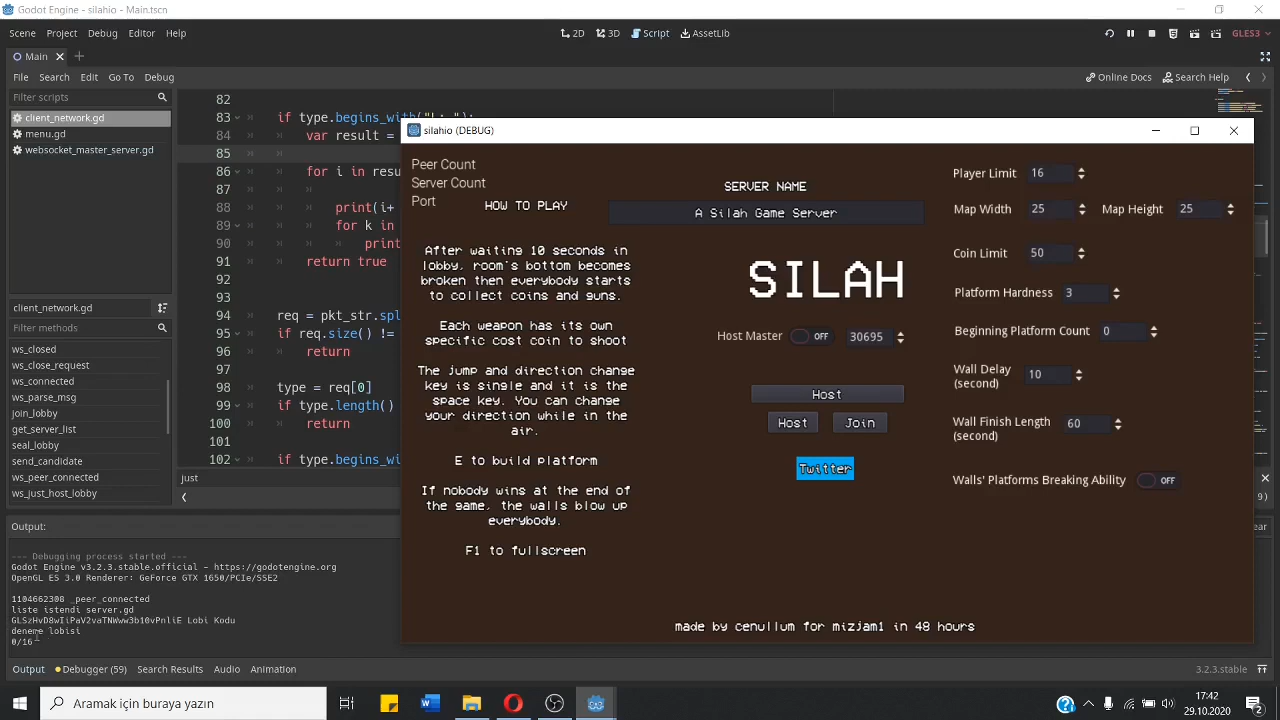 Godot Engine - silahio - Main.tscn
Scene Project Debug Editor Help
2D 3D Script AssetLib
GLES3
Main
File Search Edit Go To Debug
Online Docs Search Help
Filter scripts
client_network.gd
menu.gd
websocket_master_server.gd
client_network.gd
Filter methods
ws_closed
ws_close_request
ws_connected
ws_parse_msg
join_lobby
get_server_list
seal_lobby
send_candidate
ws_peer_connected
ws_just_host_lobby
82
83 if type.begins_with("
84 var result =
85
86 for i in resu
87
88 print(i+
89 for k in
90 print
91 return true
92
93
94 req = pkt_str.spl
95 if req.size() !=
96 return
97
98 type = req[0]
99 if type.length()
100 return
101
102 if type.begins_wi
just
9)
silahio (DEBUG)
Peer Count
Server Count
Port
HOW TO PLAY
After waiting 10 seconds in
lobby, room's bottom becomes
broken then everybody starts
to collect coins and guns.
Each weapon has its own
specific cost coin to shoot
The jump and direction change
key is single and it is the
space key. You can change
your direction while in the
air.
E to build platform
If nobody wins at the end of
the game, the walls blow up
everybody.
F1 to fullscreen
SERVER NAME
A Silah Game Server
SILAH
Host Master OFF 30695
Host
Host Join
Twitter
Player Limit 16
Map Width 25 Map Height 25
Coin Limit 50
Platform Hardness 3
Beginning Platform Count 0
Wall Delay
(second) 10
Wall Finish Length
(second) 60
Walls' Platforms Breaking Ability OFF
made by cenullum for mizjam1 in 48 hours
Output:
ear
--- Debugging process started ---
Godot Engine v3.2.3.stable.official - https://godotengine.org
OpenGL ES 3.0 Renderer: GeForce GTX 1650/PCIe/SSE2
1104662308 _peer_connected
liste istendi server.gd
GLSzHvD8wIiPaV2vaTNWww3b10vPnliE Lobi Kodu
deneme lobisi
0/16
Output Debugger (59) Search Results Audio Animation
3.2.3.stable
Aramak için buraya yazın
17:42
29.10.2020
2